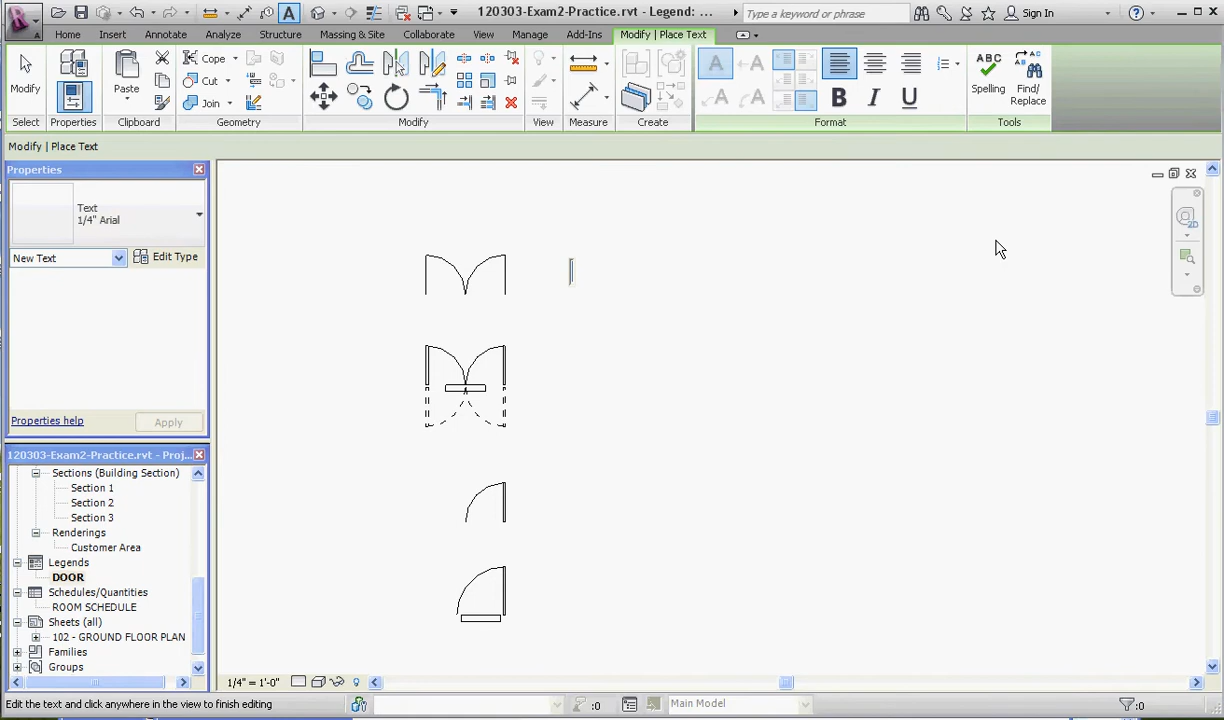 120303-Exam2-Practice.rvt - Legend: ...
Type a keyword or phrase
Sign In
Home
Insert
Annotate
Analyze
Structure
Massing & Site
Collaborate
View
Manage
Add-Ins
Modify | Place Text
Modify
Paste
Cope
Cut
Join
Spelling
Find/
Replace
Select
Properties
Clipboard
Geometry
Modify
View
Measure
Create
Format
Tools
Modify | Place Text
Properties
Text
1/4" Arial
New Text
Edit Type
Properties help
Apply
120303-Exam2-Practice.rvt - Proj...
Sections (Building Section)
Section 1
Section 2
Section 3
Renderings
Customer Area
Legends
DOOR
Schedules/Quantities
ROOM SCHEDULE
Sheets (all)
102 - GROUND FLOOR PLAN
Families
Groups
1/4" = 1'-0"
Edit the text and click anywhere in the view to finish editing
:0
Main Model
:0